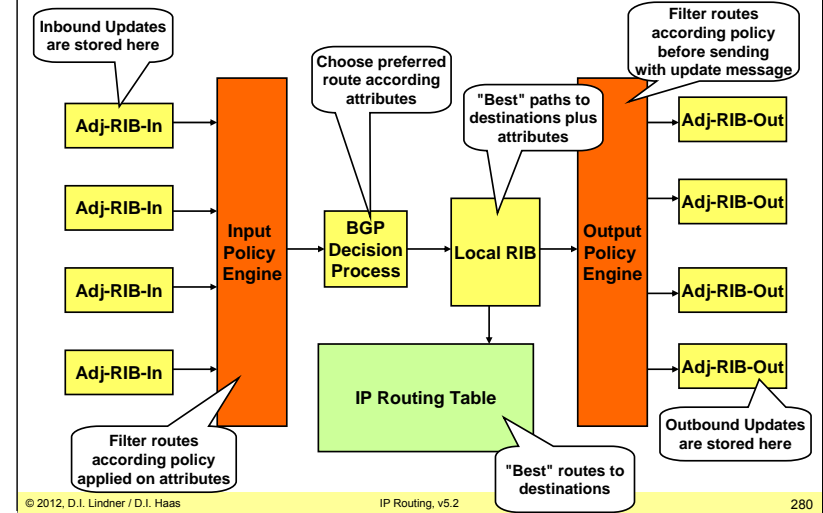 Inbound Updates
are stored here
Choose preferred
route according
attributes
"Best" paths to
destinations plus
attributes
Filter routes
according policy
before sending
with update message
Adj-RIB-In
Adj-RIB-In
Adj-RIB-In
Adj-RIB-In
Input
Policy
Engine
BGP
Decision
Process
Local RIB
Output
Policy
Engine
Adj-RIB-Out
Adj-RIB-Out
Adj-RIB-Out
Adj-RIB-Out
IP Routing Table
Filter routes
according policy
applied on attributes
"Best" routes to
destinations
Outbound Updates
are stored here
© 2012, D.I. Lindner / D.I. Haas
IP Routing, v5.2
280